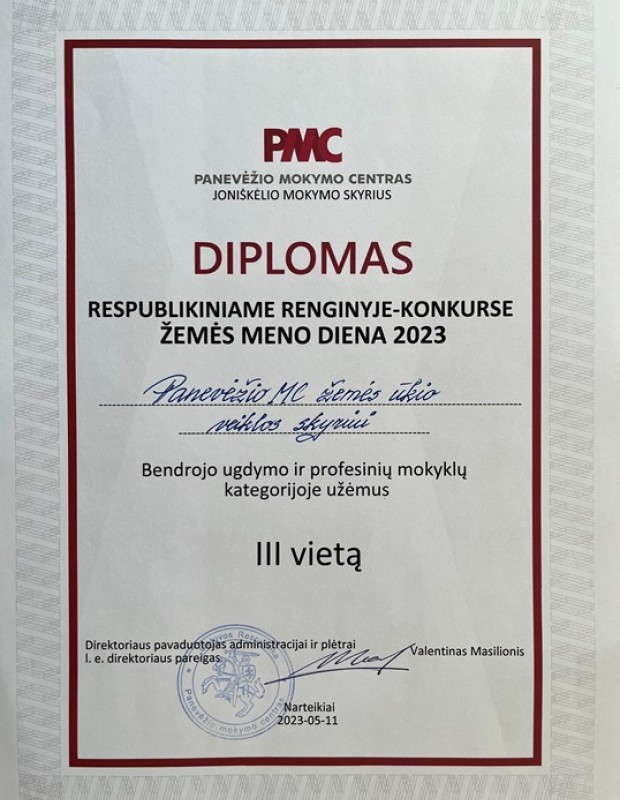 PMC
PANEVĖŽIO MOKYMO CENTRAS
JONIŠKĖLIO MOKYMO SKYRIUS
DIPLOMAS
RESPUBLIKINIAME RENGINYJE-KONKURSE
ŽEMĖS MENO DIENA 2023
Panevėžio MC žemės ūkio
veiklos skyriui
Bendrojo ugdymo ir profesinių mokyklų
kategorijoje užėmus
III vietą
Direktoriaus pavaduotojas administracijai ir plėtrai
l. e. direktoriaus pareigas
Valentinas Masilionis
Panevėžio mokymo centras
Narteikiai
2023-05-11